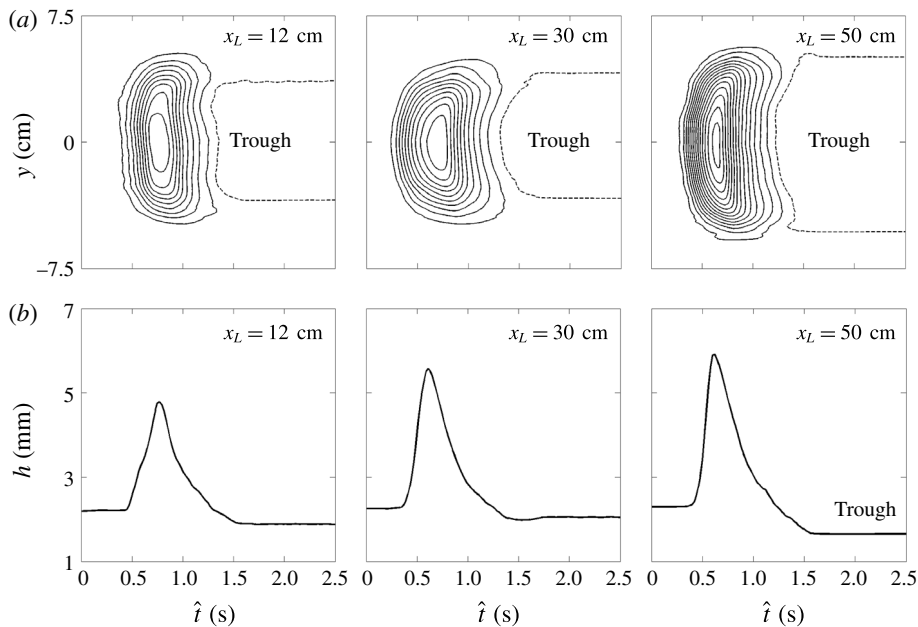 (a)
7.5
0
–7.5
y (cm)
x_L = 12 cm
Trough
x_L = 30 cm
Trough
x_L = 50 cm
Trough
(b)
7
5
3
1
h (mm)
x_L = 12 cm
x_L = 30 cm
x_L = 50 cm
Trough
0 0.5 1.0 1.5 2.0 2.5
0 0.5 1.0 1.5 2.0 2.5
0 0.5 1.0 1.5 2.0 2.5
t̂ (s)
t̂ (s)
t̂ (s)